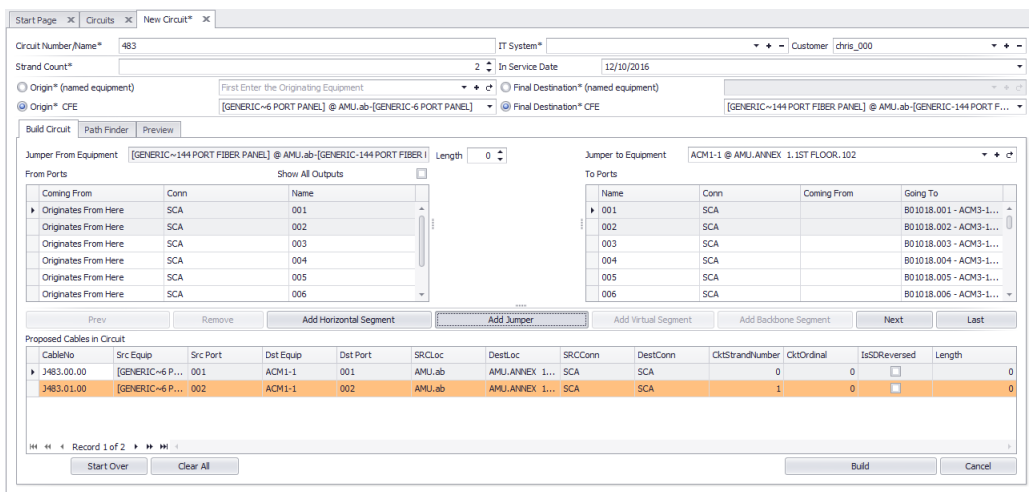 Start Page Circuits New Circuit*
Circuit Number/Name* 483 IT System* Customer chris_000
Strand Count* 2 In Service Date 12/10/2016
Origin* (named equipment) First Enter the Originating Equipment Final Destination* (named equipment)
Origin* CFE [GENERIC~6 PORT PANEL] @ AMU.ab-[GENERIC-6 PORT PANEL] Final Destination* CFE [GENERIC~144 PORT FIBER PANEL] @ AMU.ab-[GENERIC-144 PORT F...
Build Circuit Path Finder Preview
Jumper From Equipment [GENERIC~144 PORT FIBER PANEL] @ AMU.ab-[GENERIC-144 PORT FIBER Length 0 Jumper to Equipment ACM1-1 @ AMU.ANNEX 1.1ST FLOOR.102
From Ports Show All Outputs To Ports
Coming From Conn Name Name Conn Coming From Going To
Originates From Here SCA 001 001 SCA B01018.001 - ACM3-1...
Originates From Here SCA 002 002 SCA B01018.002 - ACM3-1...
Originates From Here SCA 003 003 SCA B01018.003 - ACM3-1...
Originates From Here SCA 004 004 SCA B01018.004 - ACM3-1...
Originates From Here SCA 005 005 SCA B01018.005 - ACM3-1...
Originates From Here SCA 006 006 SCA B01018.006 - ACM3-1...
Prev Remove Add Horizontal Segment Add Jumper Add Virtual Segment Add Backbone Segment Next Last
Proposed Cables in Circuit
CableNo Src Equip Src Port Dst Equip Dst Port SRCLoc DestLoc SRCConn DestConn CktStrandNumber CktOrdinal IsSDReversed Length
J483.00.00 [GENERIC~6 P... 001 ACM1-1 001 AMU.ab AMU.ANNEX 1.... SCA SCA 0 0 0
J483.01.00 [GENERIC~6 P... 002 ACM1-1 002 AMU.ab AMU.ANNEX 1.... SCA SCA 1 0 0
Record 1 of 2
Start Over Clear All Build Cancel